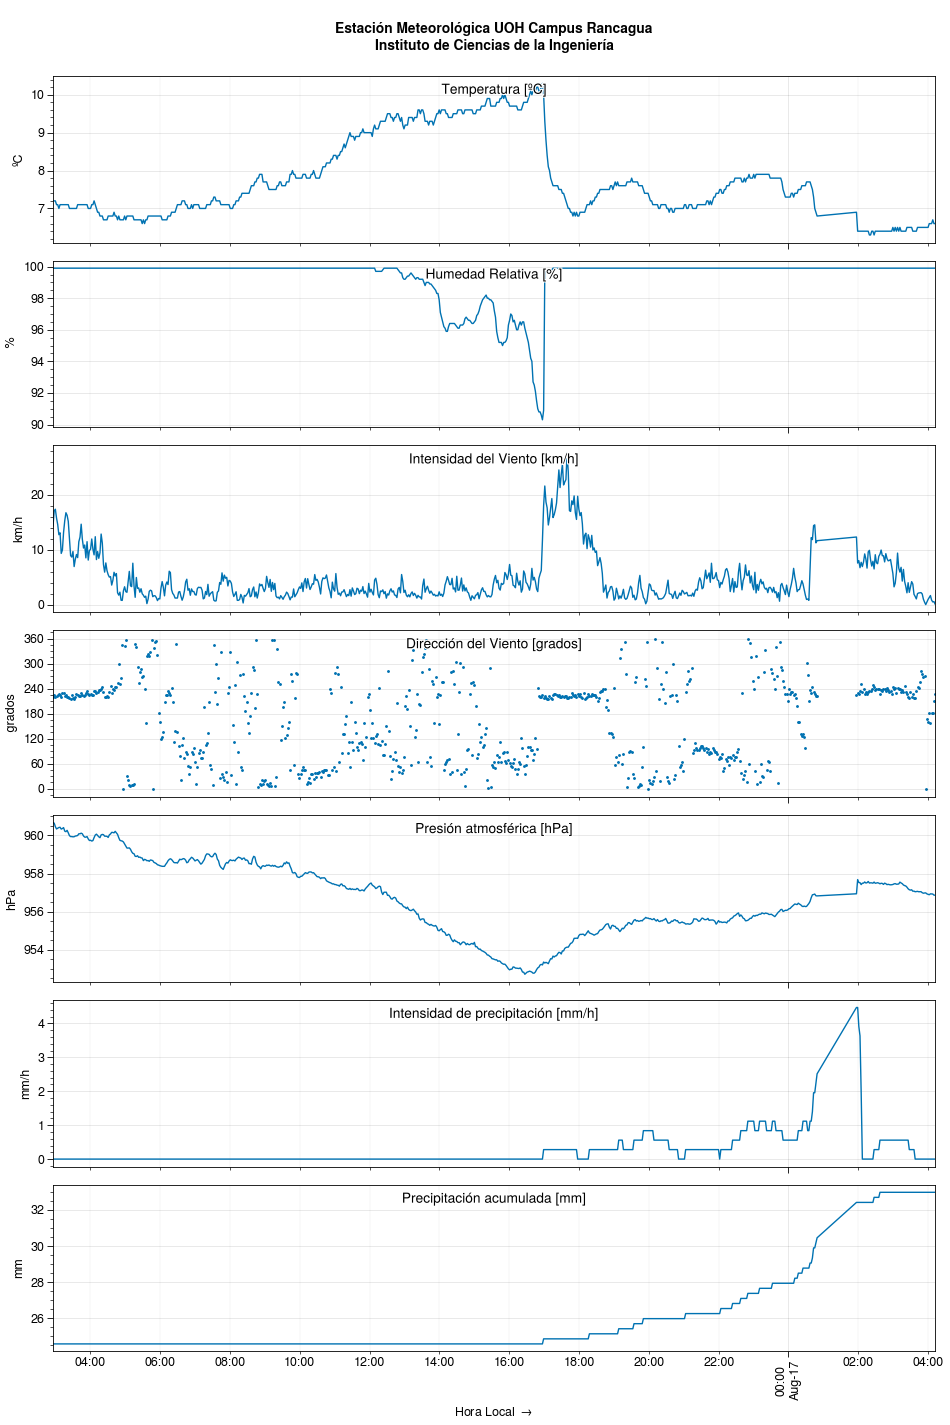 Estación Meteorológica UOH Campus Rancagua
Instituto de Ciencias de la Ingeniería
Temperatura [ºC]
ºC
10
9
8
7
Humedad Relativa [%]
%
100
98
96
94
92
90
Intensidad del Viento [km/h]
km/h
20
10
0
Dirección del Viento [grados]
grados
360
300
240
180
120
60
0
Presión atmosférica [hPa]
hPa
960
958
956
954
Intensidad de precipitación [mm/h]
mm/h
4
3
2
1
0
Precipitación acumulada [mm]
mm
32
30
28
26
04:00 06:00 08:00 10:00 12:00 14:00 16:00 18:00 20:00 22:00 00:00 02:00 04:00
Aug-17
Hora Local →